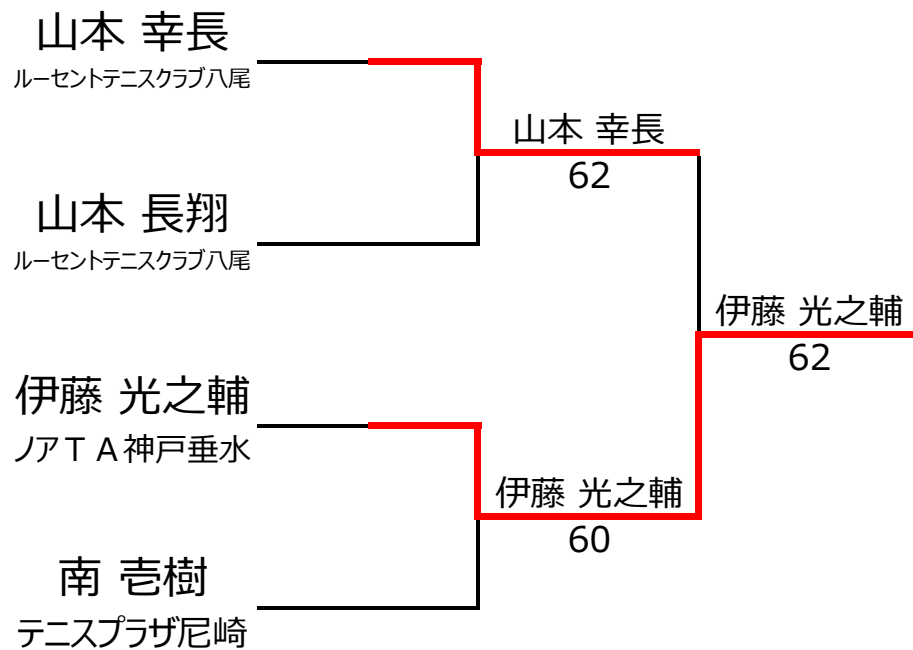 山本 幸長
ルーセントテニスクラブ八尾
山本 幸長
62
山本 長翔
ルーセントテニスクラブ八尾
伊藤 光之輔
62
伊藤 光之輔
ノアＴＡ神戸垂水
伊藤 光之輔
60
南 壱樹
テニスプラザ尼崎